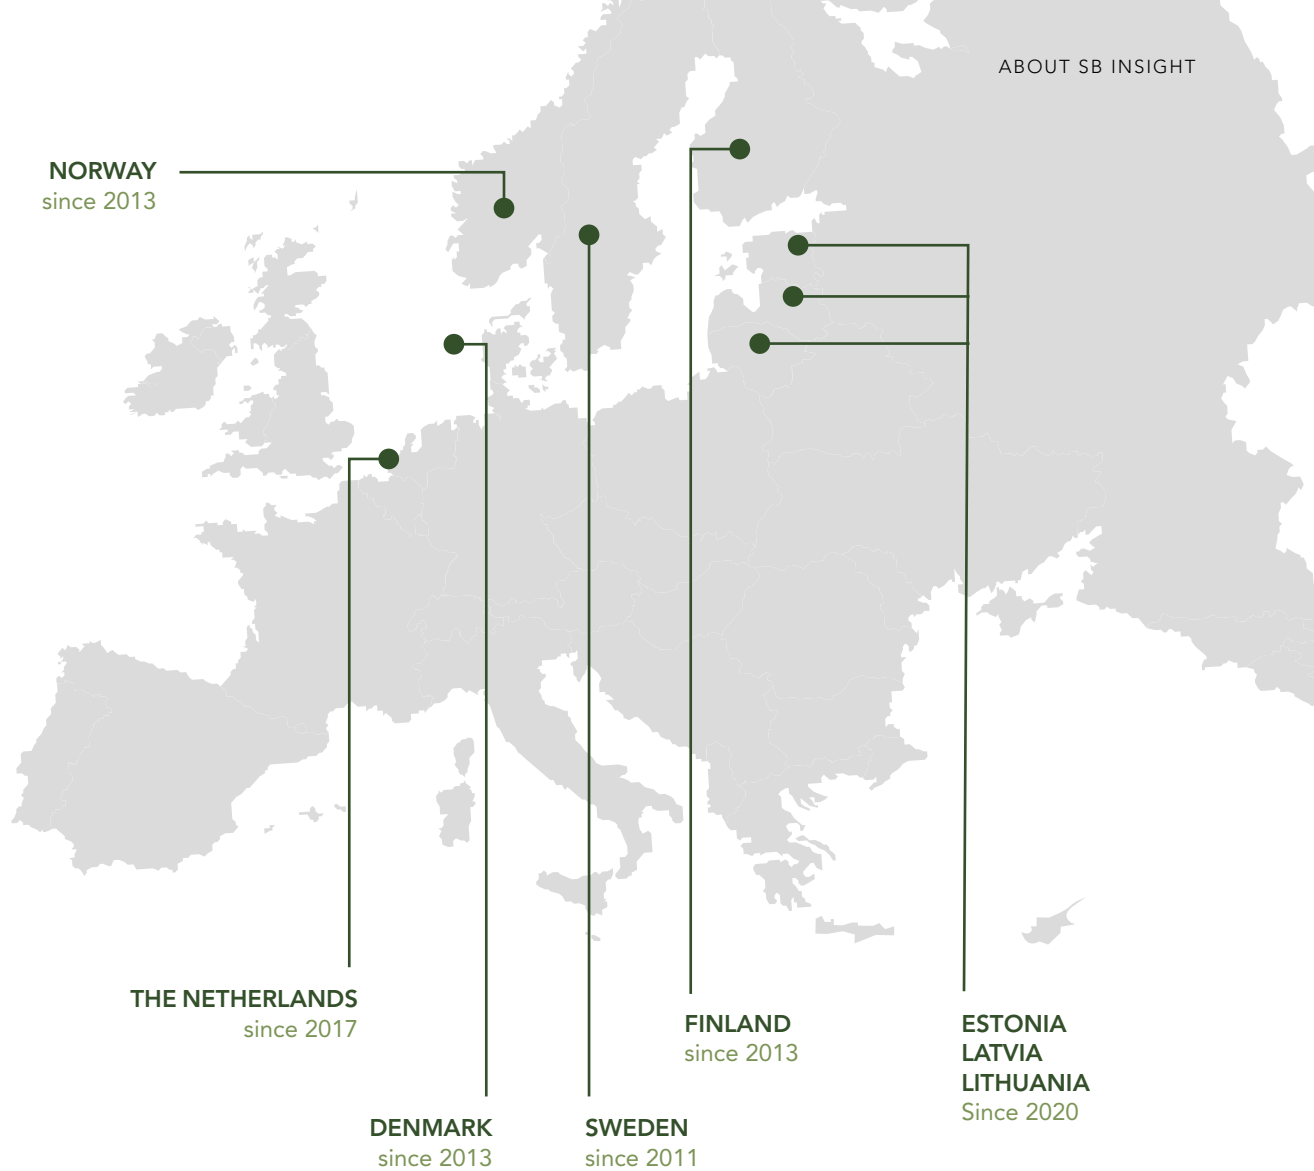 ABOUT SB INSIGHT
NORWAY
since 2013
THE NETHERLANDS
since 2017
DENMARK
since 2013
SWEDEN
since 2011
FINLAND
since 2013
ESTONIA
LATVIA
LITHUANIA
Since 2020